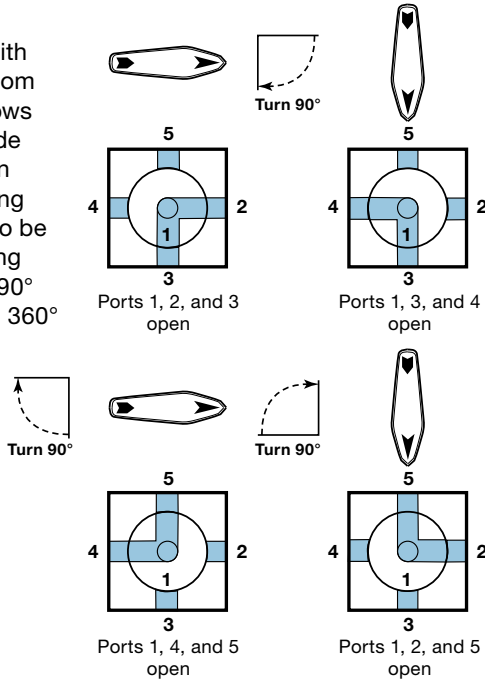 ith
om
ows
de
n
ng
o be
ng
90°
360°
Turn 90°
5
4
2
1
3
Ports 1, 2, and 3
open
5
4
2
1
3
Ports 1, 3, and 4
open
Turn 90°
5
4
2
1
3
Ports 1, 4, and 5
open
Turn 90°
5
4
2
1
3
Ports 1, 2, and 5
open